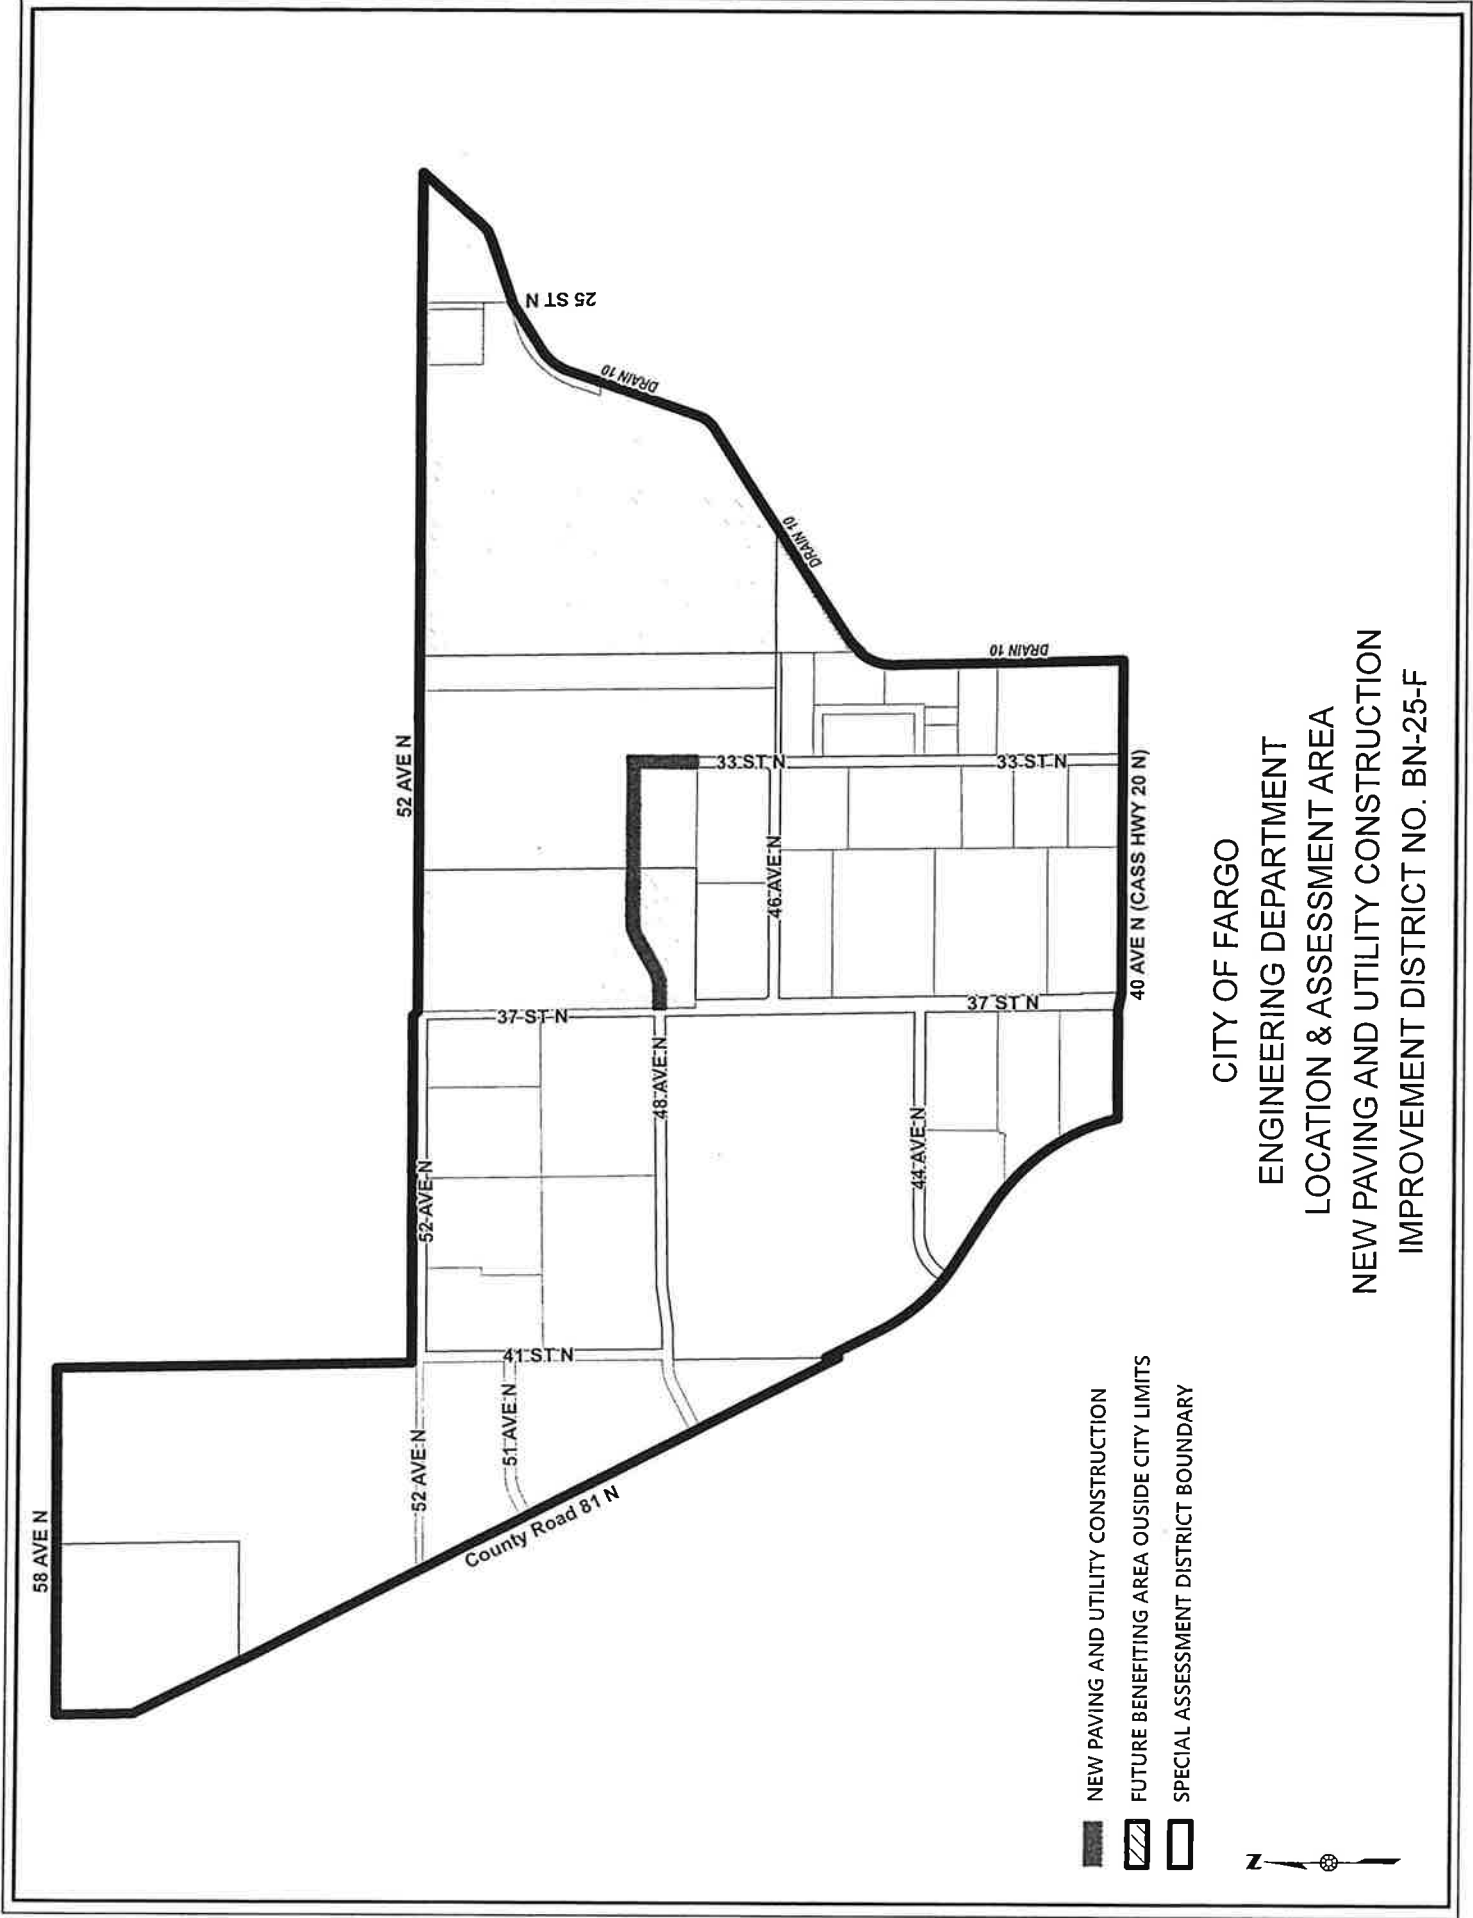 58 AVE N
52 AVE N
52 AVE N
52 AVE N
51 AVE N
41 ST N
County Road 81 N
48 AVE N
37 ST N
44 AVE N
37 ST N
46 AVE N
33 ST N
33 ST N
25 ST N
DRAIN 10
DRAIN 10
DRAIN 10
40 AVE N (CASS HWY 20 N)
NEW PAVING AND UTILITY CONSTRUCTION
FUTURE BENEFITING AREA OUSIDE CITY LIMITS
SPECIAL ASSESSMENT DISTRICT BOUNDARY
N
CITY OF FARGO
ENGINEERING DEPARTMENT
LOCATION & ASSESSMENT AREA
NEW PAVING AND UTILITY CONSTRUCTION
IMPROVEMENT DISTRICT NO. BN-25-F